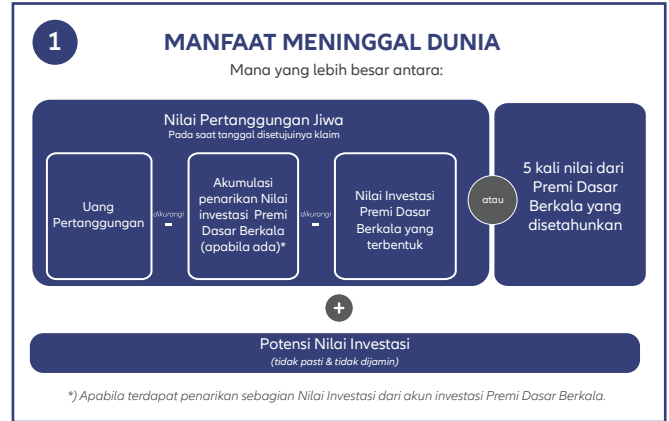 1
MANFAAT MENINGGAL DUNIA
Mana yang lebih besar antara:
Nilai Pertanggungan Jiwa
Pada saat tanggal disetujuinya klaim
Uang
Pertanggungan
dikurangi
-
Akumulasi
penarikan Nilai
investasi Premi
Dasar Berkala
(apabila ada)*
dikurangi
-
Nilai Investasi
Premi Dasar
Berkala yang
terbentuk
atau
5 kali nilai dari
Premi Dasar
Berkala yang
disetahunkan
+
Potensi Nilai Investasi
(tidak pasti & tidak dijamin)
*) Apabila terdapat penarikan sebagian Nilai Investasi dari akun investasi Premi Dasar Berkala.